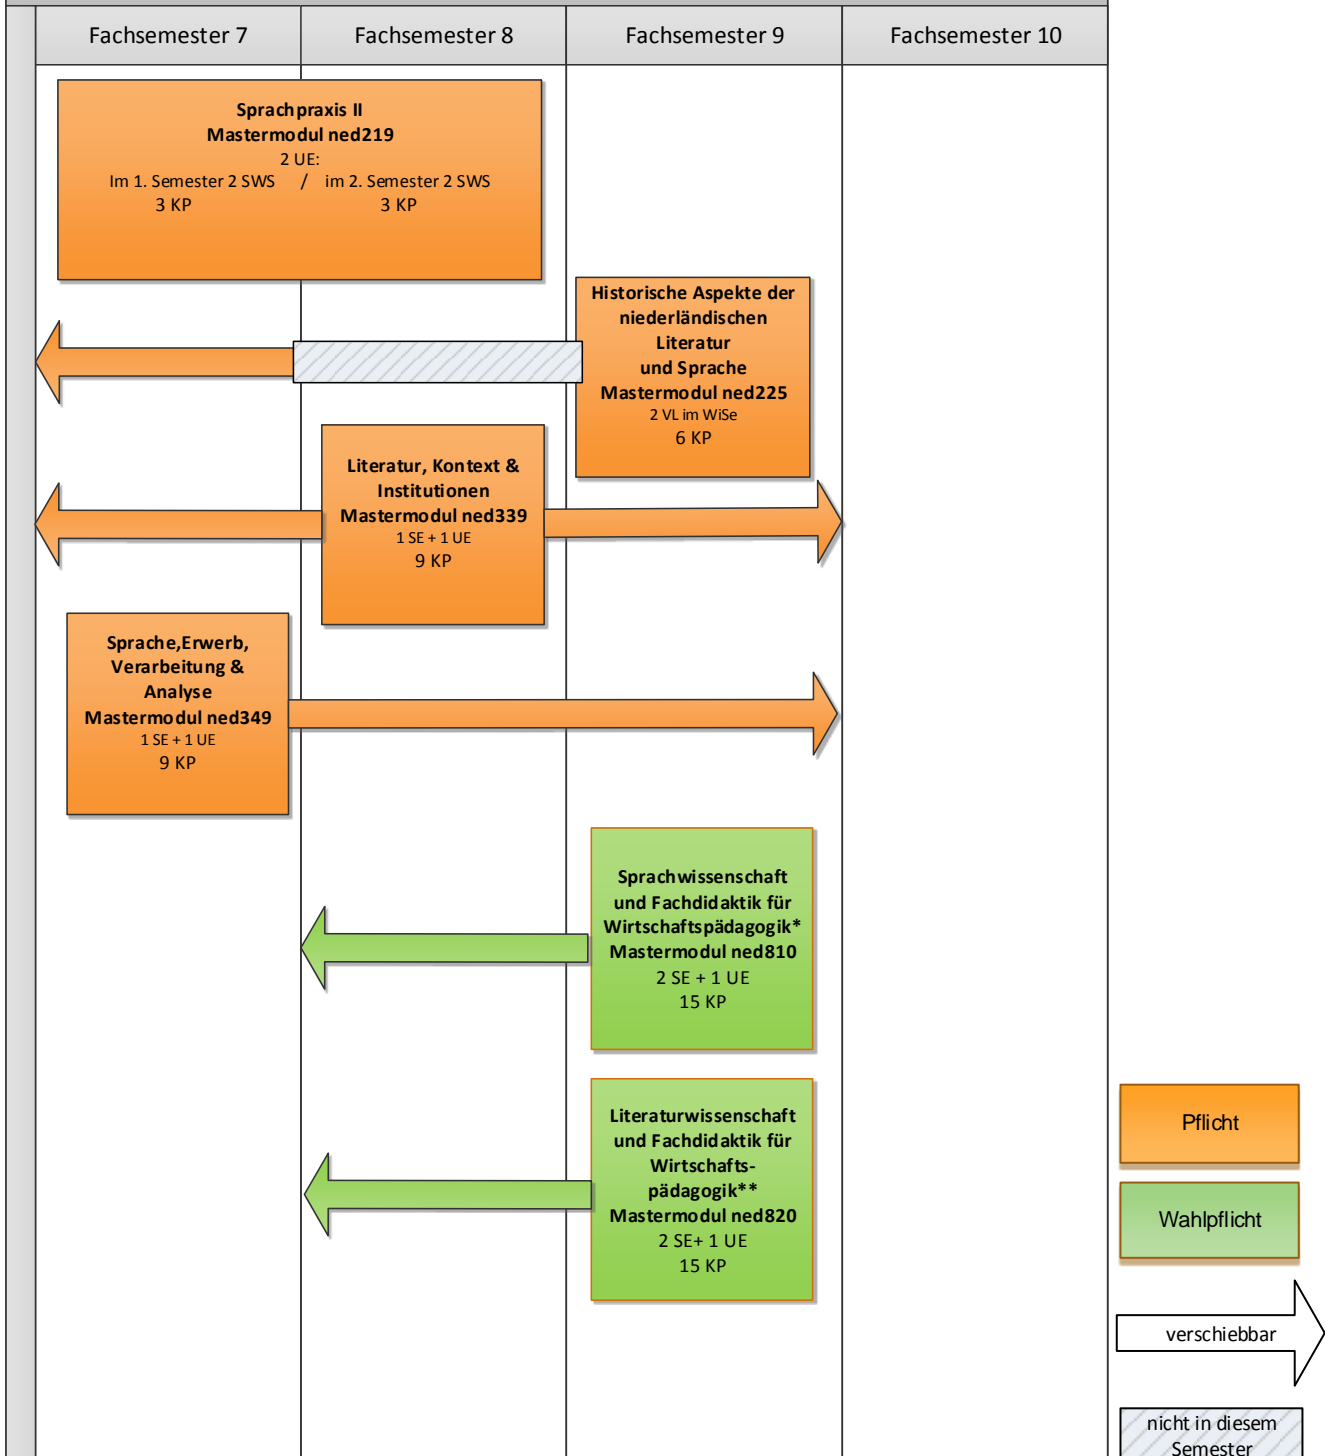 Fachsemester 7
Fachsemester 8
Fachsemester 9
Fachsemester 10
Sprachpraxis II
Mastermodul ned219
2 UE:
Im 1. Semester 2 SWS / im 2. Semester 2 SWS
3 KP 3 KP
Historische Aspekte der
niederländischen
Literatur
und Sprache
Mastermodul ned225
2 VL im WiSe
6 KP
Literatur, Kontext &
Institutionen
Mastermodul ned339
1 SE + 1 UE
9 KP
Sprache,Erwerb,
Verarbeitung &
Analyse
Mastermodul ned349
1 SE + 1 UE
9 KP
Sprachwissenschaft
und Fachdidaktik für
Wirtschaftspädagogik*
Mastermodul ned810
2 SE + 1 UE
15 KP
Literaturwissenschaft
und Fachdidaktik für
Wirtschafts-
pädagogik**
Mastermodul ned820
2 SE+ 1 UE
15 KP
Pflicht
Wahlpflicht
verschiebbar
nicht in diesem
Semester